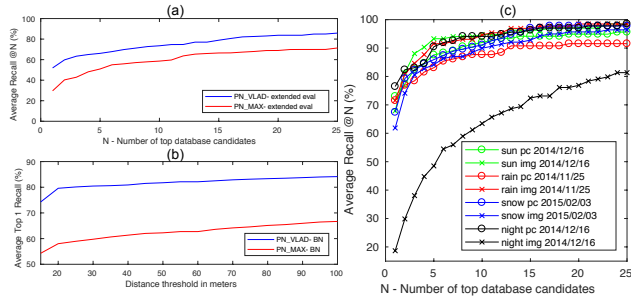 (a)
100
80
60
40
20
0
Average Recall @N (%)
PN_VLAD- extended eval
PN_MAX- extended eval
0
5
10
15
20
25
N - Number of top database candidates
(b)
90
80
70
60
50
Average Top 1 Recall (%)
PN_VLAD- BN
PN_MAX- BN
20
30
40
50
60
70
80
90
100
Distance threshold in meters
(c)
100
90
80
70
60
50
40
30
20
Average Recall @N (%)
sun pc 2014/12/16
sun img 2014/12/16
rain pc 2014/11/25
rain img 2014/11/25
snow pc 2015/02/03
snow img 2015/02/03
night pc 2014/12/16
night img 2014/12/16
0
5
10
15
20
25
N - Number of top database candidates